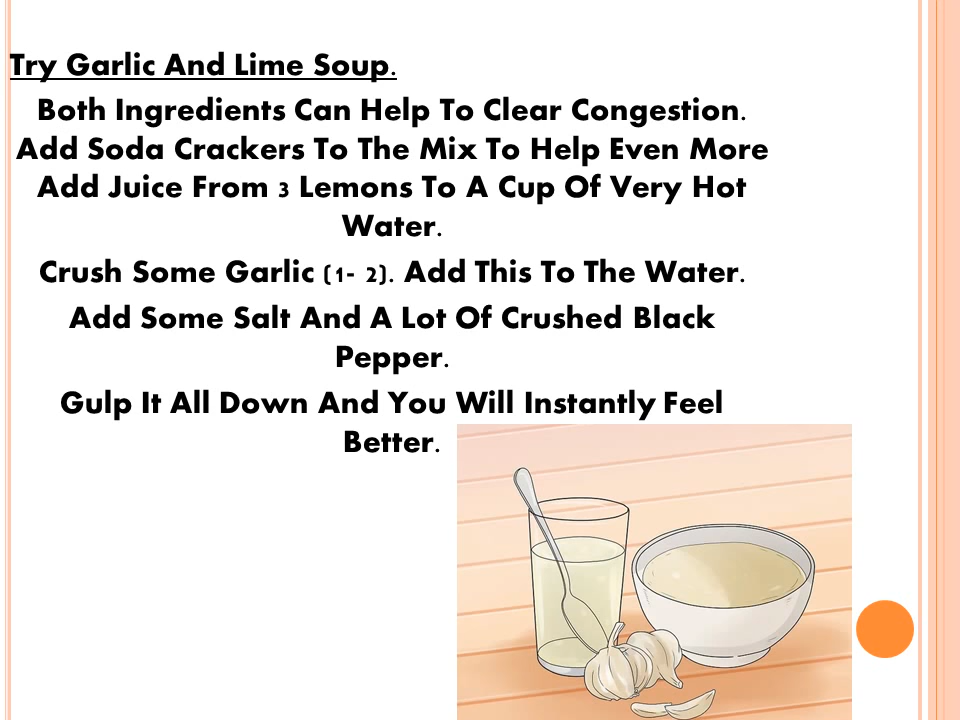 Try Garlic And Lime Soup.
Both Ingredients Can Help To Clear Congestion.
Add Soda Crackers To The Mix To Help Even More
Add Juice From 3 Lemons To A Cup Of Very Hot
Water.
Crush Some Garlic (1- 2). Add This To The Water.
Add Some Salt And A Lot Of Crushed Black
Pepper.
Gulp It All Down And You Will Instantly Feel
Better.